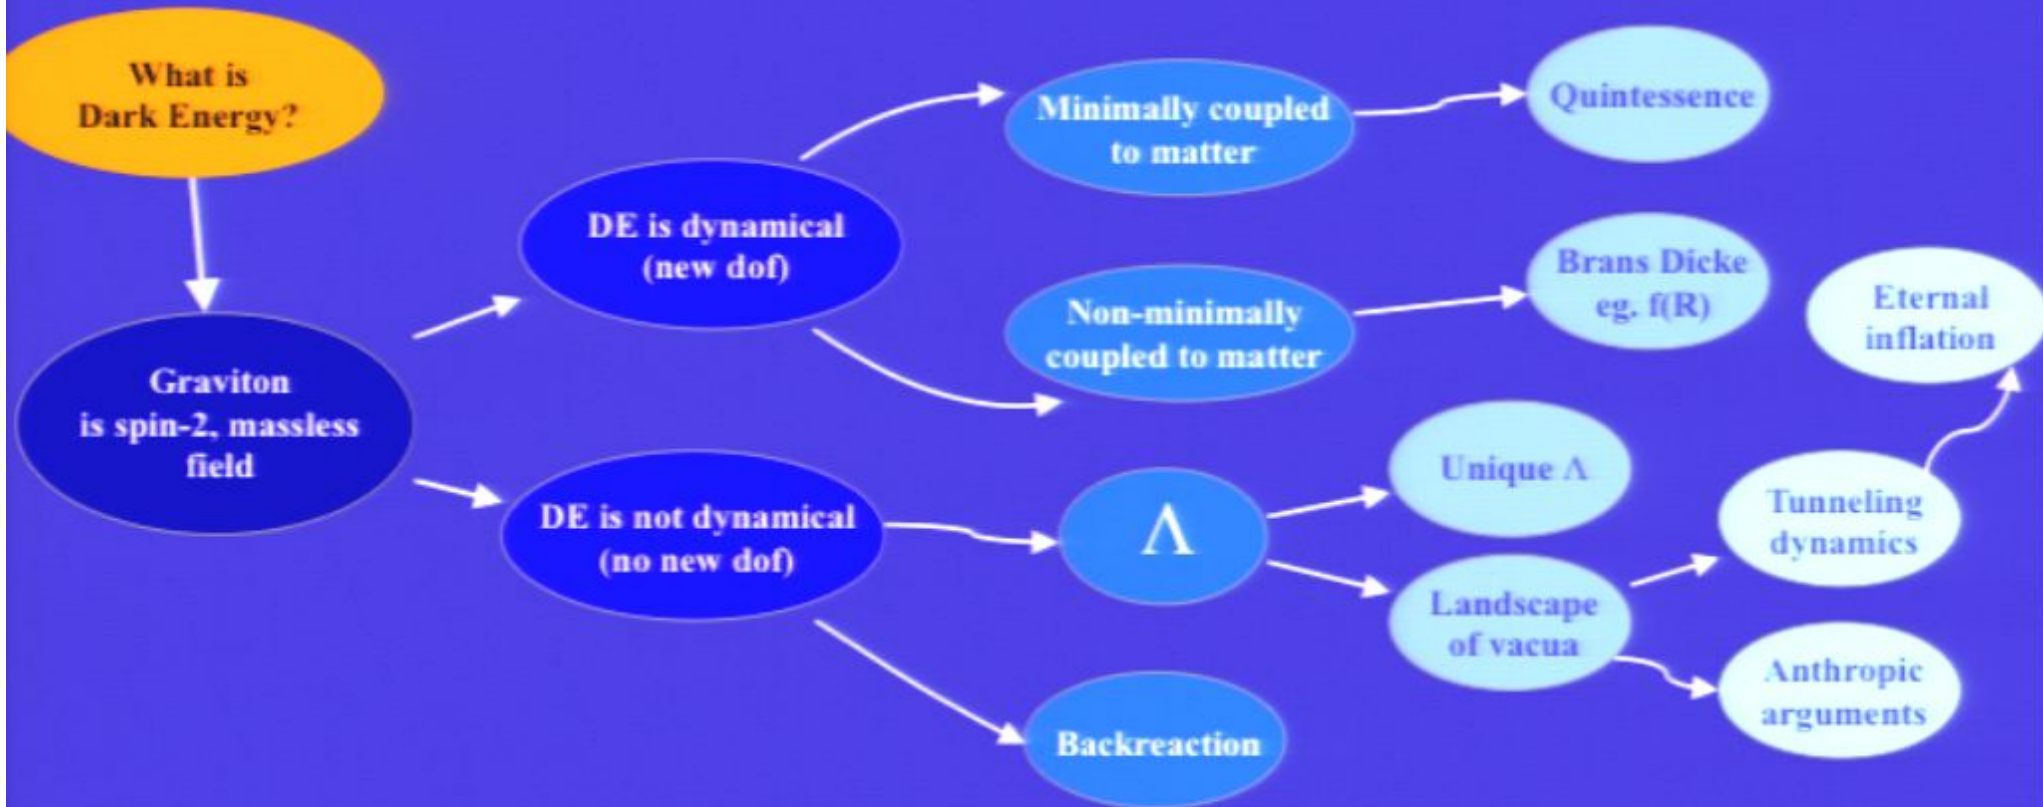 What is
Dark Energy?
Graviton
is spin-2, massless
field
DE is dynamical
(new dof)
DE is not dynamical
(no new dof)
Minimally coupled
to matter
Non-minimally
coupled to matter
Λ
Backreaction
Quintessence
Brans Dicke
eg. f(R)
Unique Λ
Landscape
of vacua
Eternal
inflation
Tunneling
dynamics
Anthropic
arguments